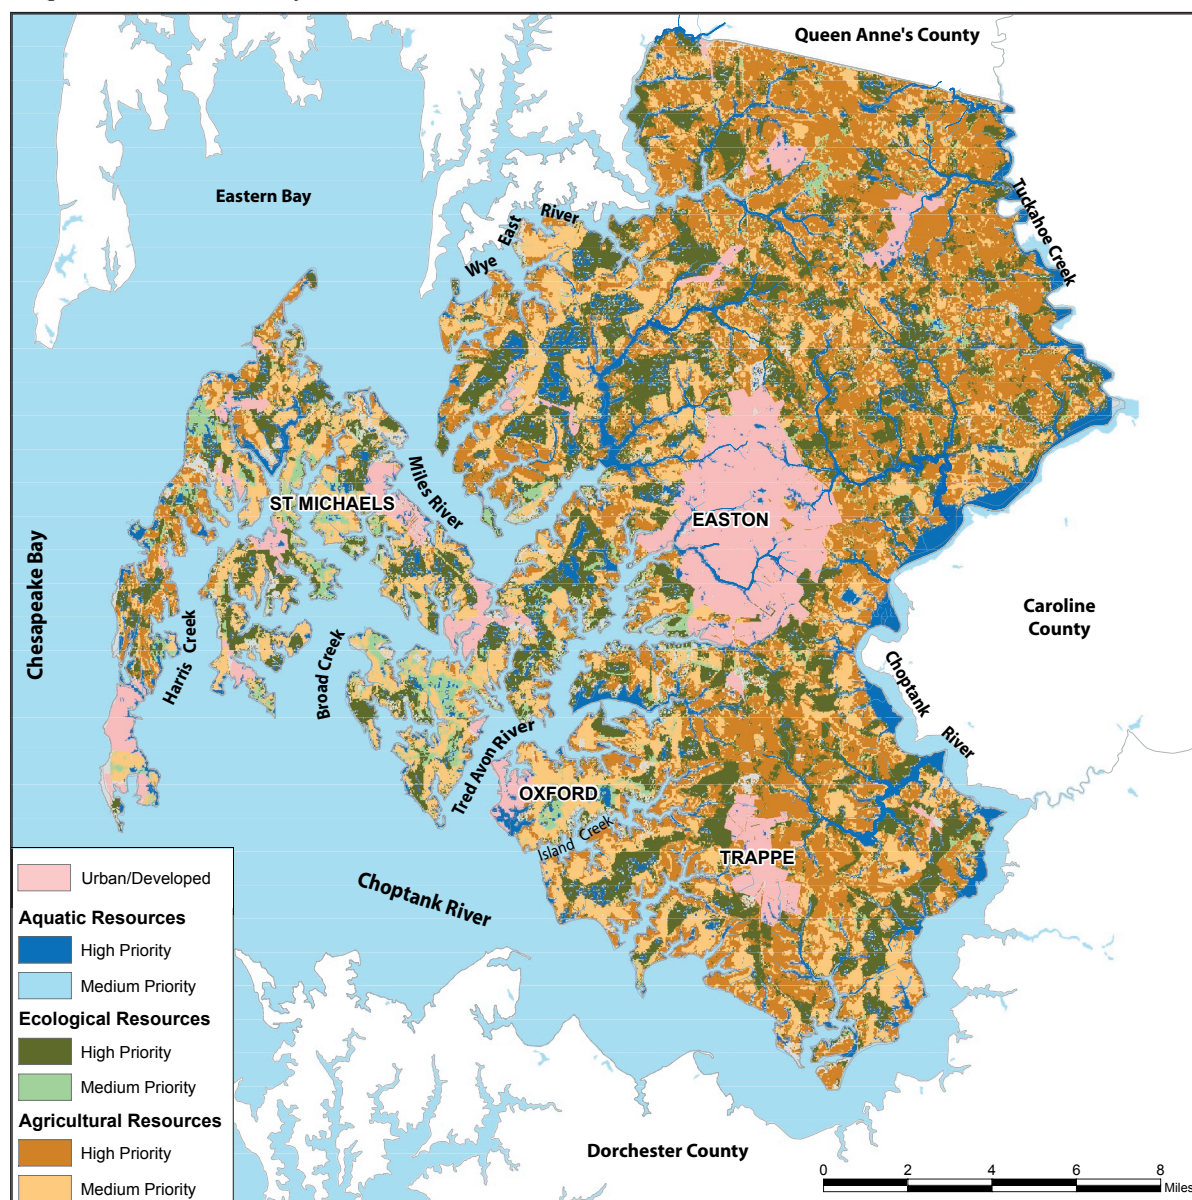 Queen Anne's County
Eastern Bay
Wye East River
Tuckahoe Creek
Miles River
ST MICHAELS
EASTON
Chesapeake Bay
Harris Creek
Broad Creek
Caroline
County
Choptank River
Tred Avon River
OXFORD
Island Creek
TRAPPE
Choptank River
Dorchester County
Urban/Developed
Aquatic Resources
High Priority
Medium Priority
Ecological Resources
High Priority
Medium Priority
Agricultural Resources
High Priority
Medium Priority
0 2 4 6 8
Miles